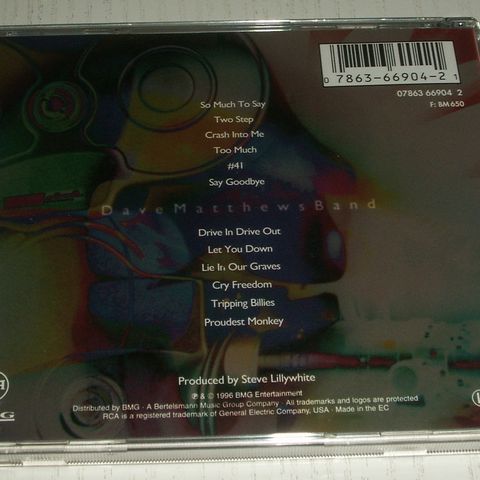 0 7863-66904-2 1
07863 66904 2
F: BM 650
So Much To Say
Two Step
Crash Into Me
Too Much
#41
Say Goodbye
DaveMatthewsBand
Drive In Drive Out
Let You Down
Lie In Our Graves
Cry Freedom
Tripping Billies
Proudest Monkey
Produced by Steve Lillywhite
℗ & © 1996 BMG Entertainment
Distributed by BMG · A Bertelsmann Music Group Company · All trademarks and logos are protected
RCA is a registered trademark of General Electric Company, USA · Made in the EC